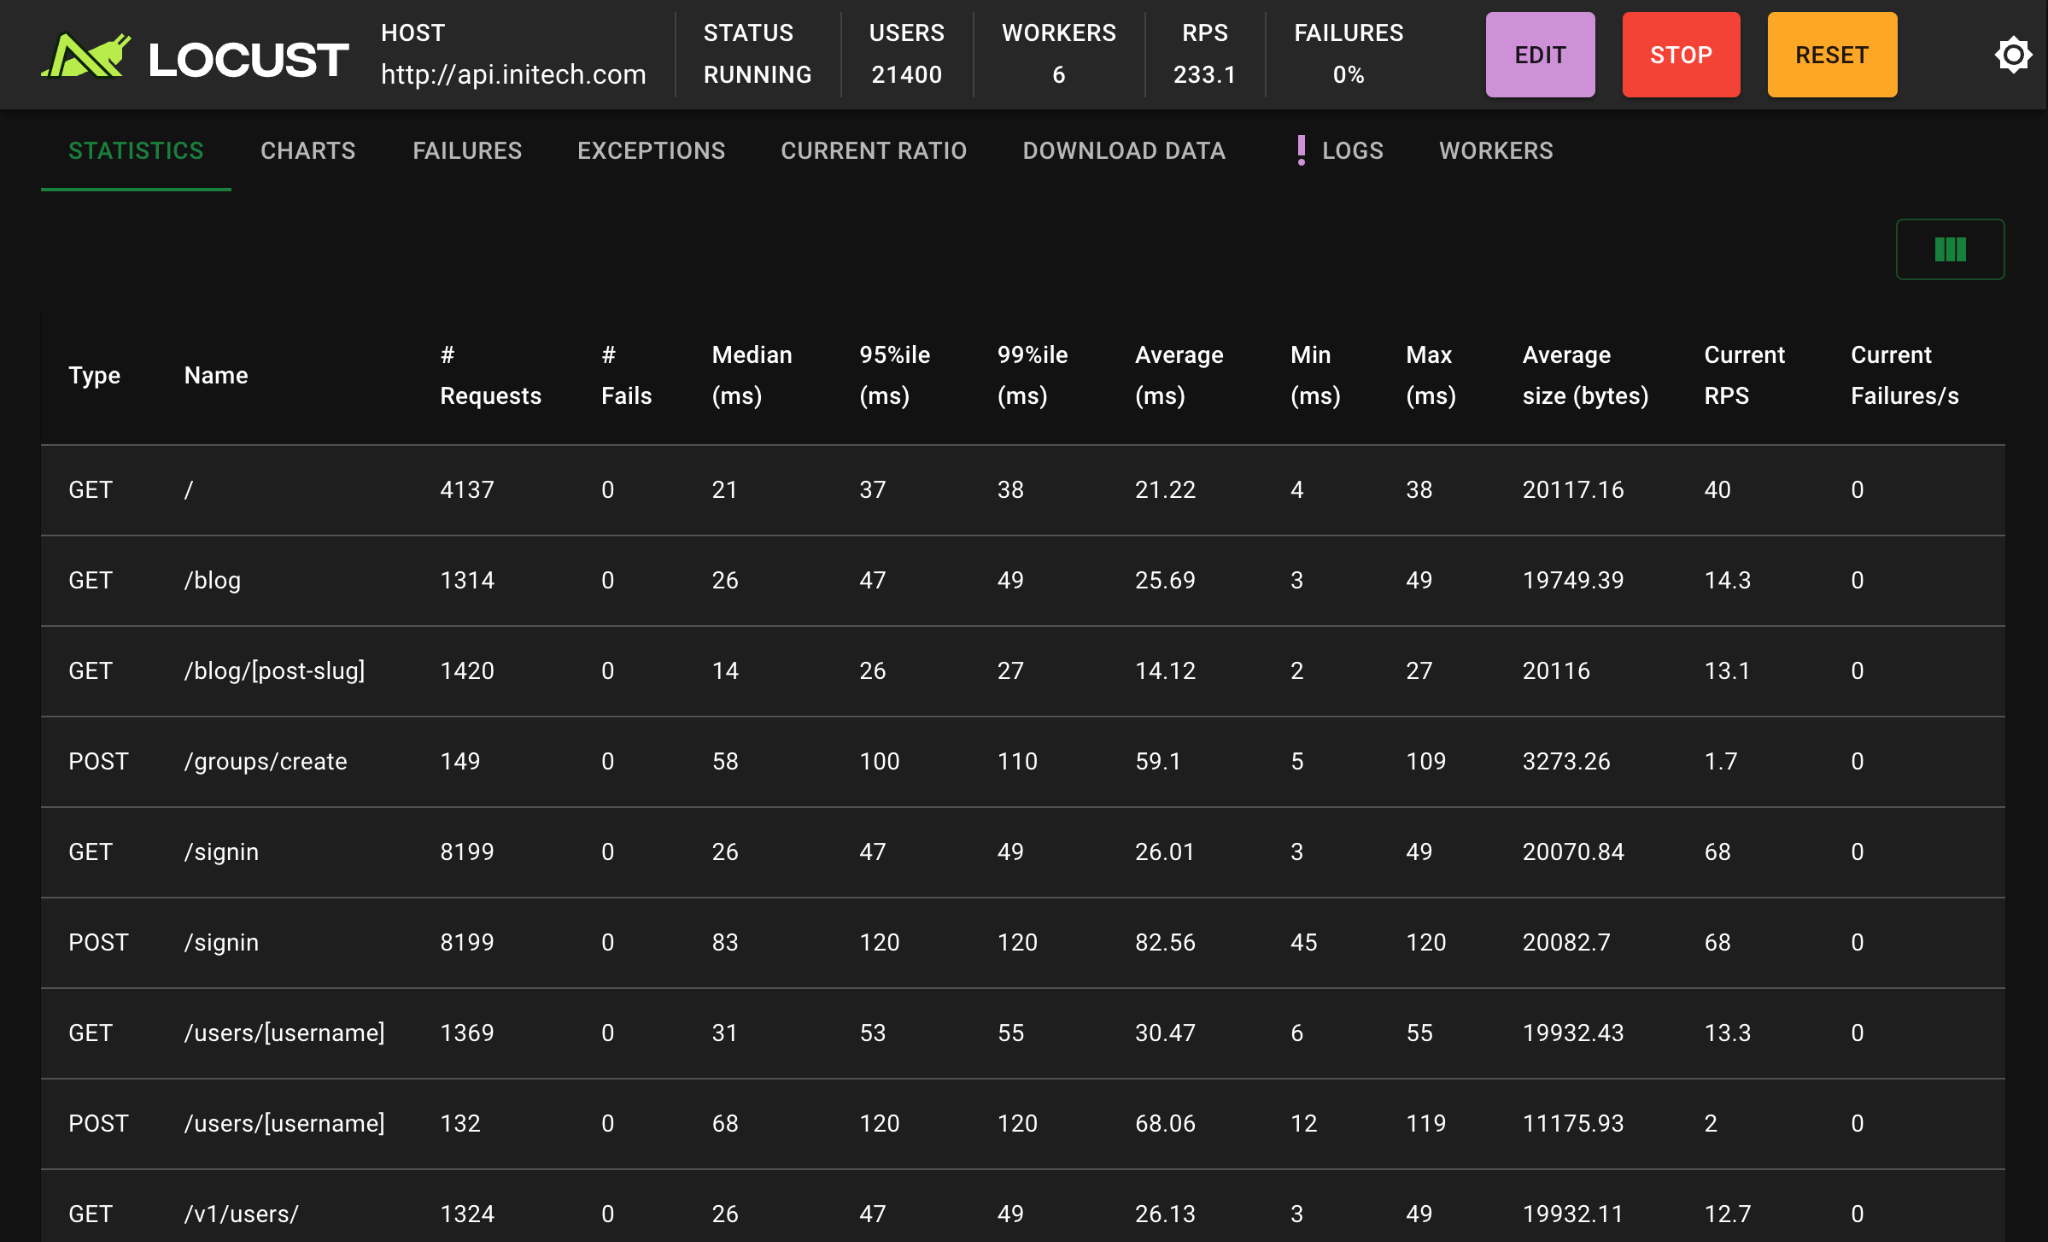 LOCUST
HOST
http://api.initech.com
STATUS
RUNNING
USERS
21400
WORKERS
6
RPS
233.1
FAILURES
0%
EDIT
STOP
RESET
STATISTICS CHARTS FAILURES EXCEPTIONS CURRENT RATIO DOWNLOAD DATA ! LOGS WORKERS
Type Name # Requests # Fails Median (ms) 95%ile (ms) 99%ile (ms) Average (ms) Min (ms) Max (ms) Average size (bytes) Current RPS Current Failures/s
GET / 4137 0 21 37 38 21.22 4 38 20117.16 40 0
GET /blog 1314 0 26 47 49 25.69 3 49 19749.39 14.3 0
GET /blog/[post-slug] 1420 0 14 26 27 14.12 2 27 20116 13.1 0
POST /groups/create 149 0 58 100 110 59.1 5 109 3273.26 1.7 0
GET /signin 8199 0 26 47 49 26.01 3 49 20070.84 68 0
POST /signin 8199 0 83 120 120 82.56 45 120 20082.7 68 0
GET /users/[username] 1369 0 31 53 55 30.47 6 55 19932.43 13.3 0
POST /users/[username] 132 0 68 120 120 68.06 12 119 11175.93 2 0
GET /v1/users/ 1324 0 26 47 49 26.13 3 49 19932.11 12.7 0